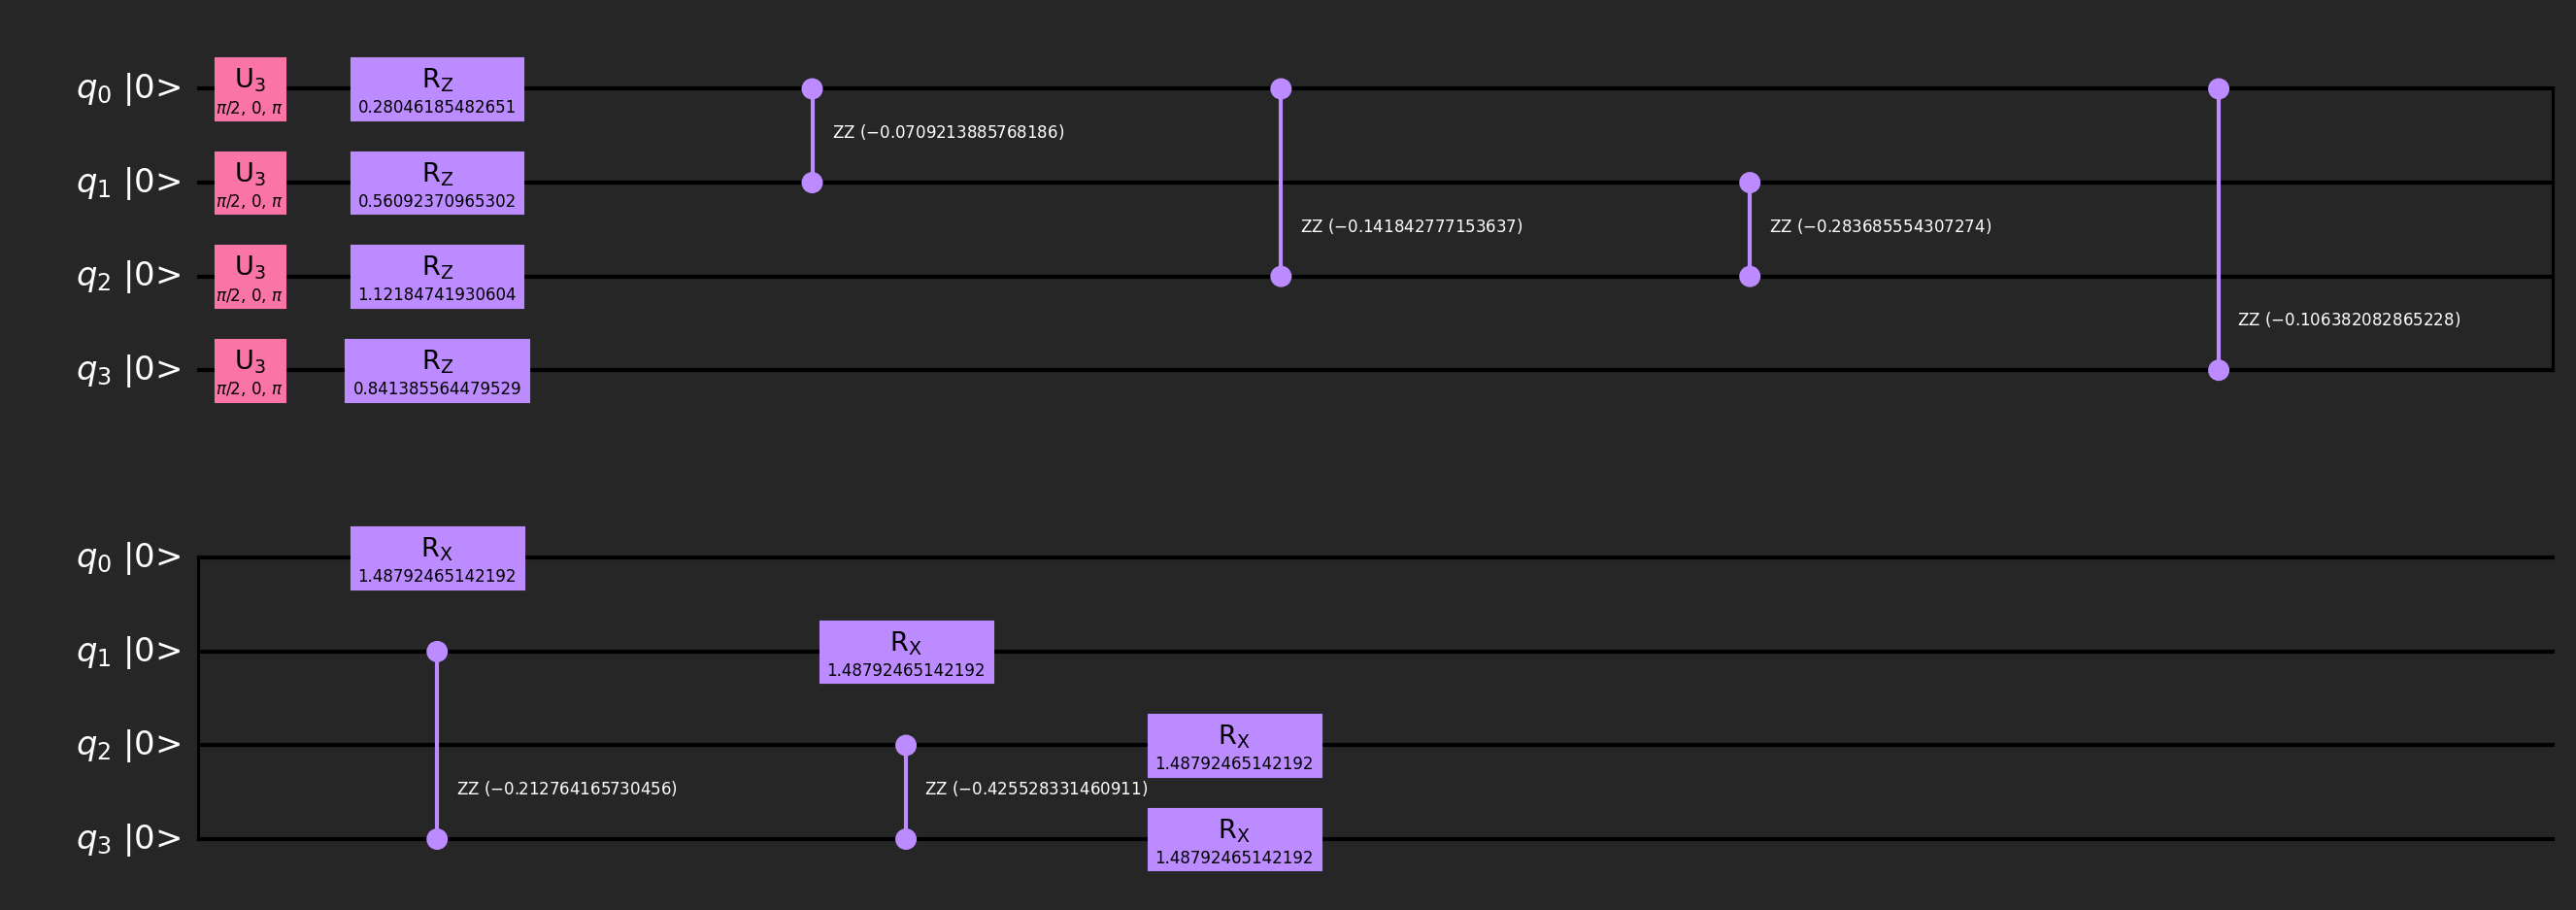 q0 |0> U3 π/2, 0, π RZ 0.28046185482651
ZZ (−0.0709213885768186)
q1 |0> U3 π/2, 0, π RZ 0.56092370965302
ZZ (−0.141842777153637) ZZ (−0.283685554307274)
q2 |0> U3 π/2, 0, π RZ 1.12184741930604
ZZ (−0.106382082865228)
q3 |0> U3 π/2, 0, π RZ 0.841385564479529
q0 |0> RX 1.48792465142192
q1 |0> RX 1.48792465142192
q2 |0> RX 1.48792465142192
ZZ (−0.212764165730456) ZZ (−0.425528331460911)
q3 |0> RX 1.48792465142192